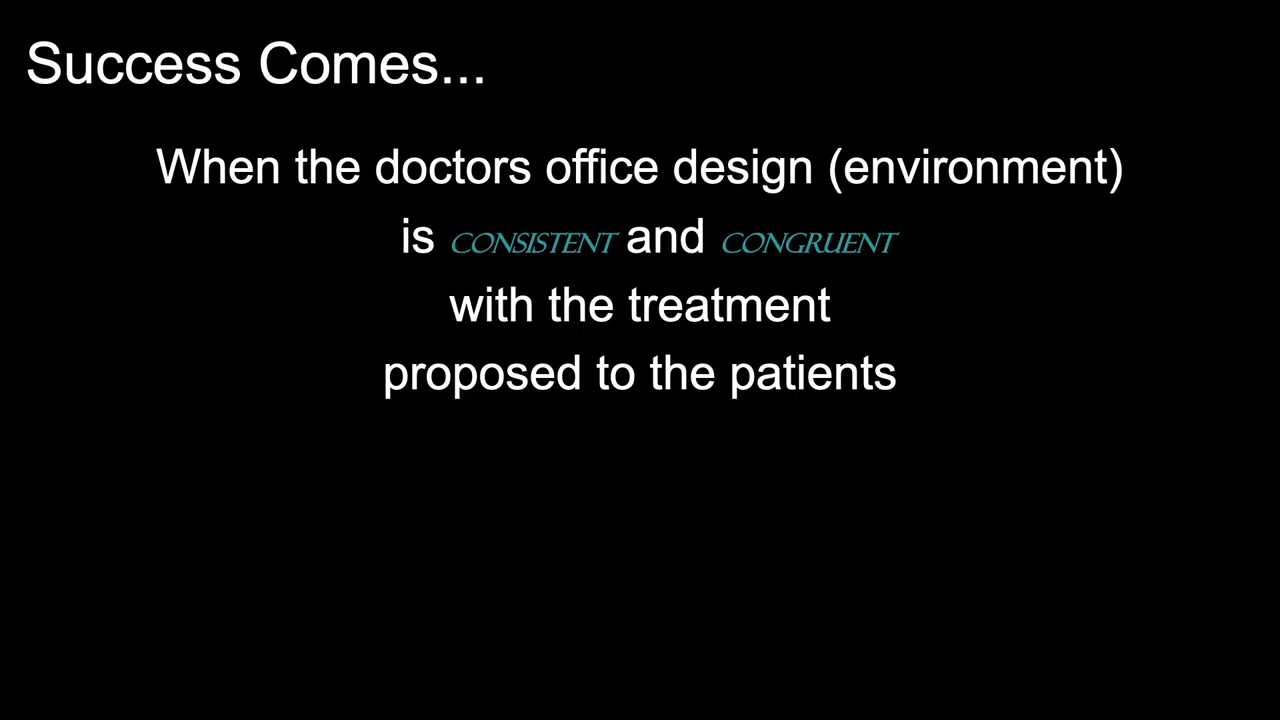 Success Comes...
When the doctors office design (environment)
is CONSISTENT and CONGRUENT
with the treatment
proposed to the patients